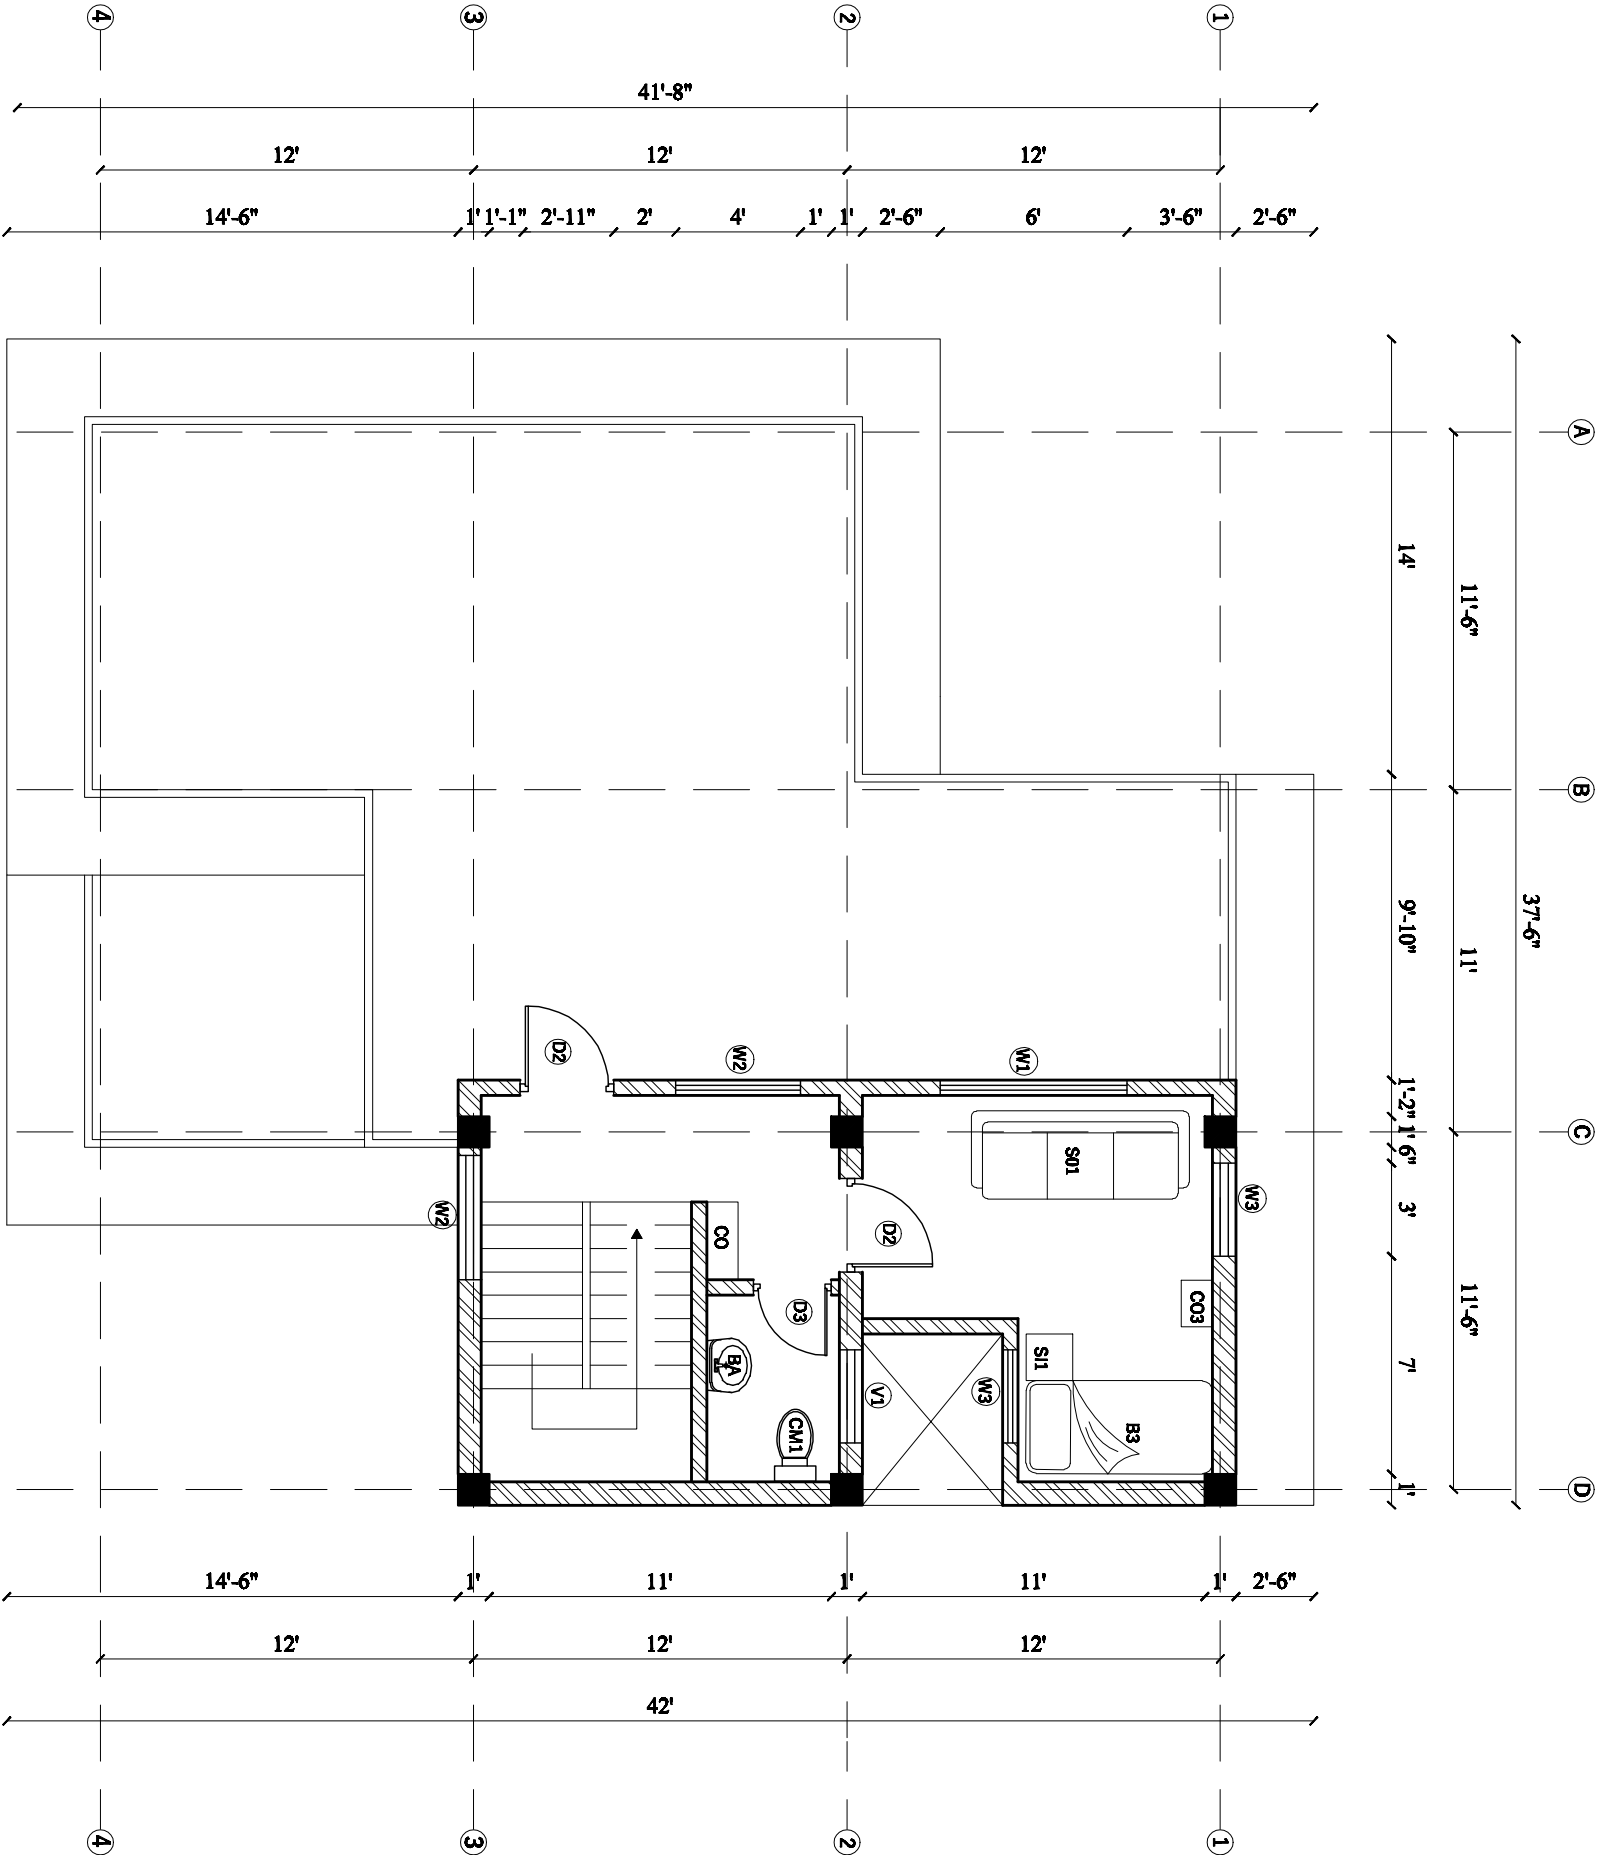 4 3 2 1
41'-8"
12' 12' 12'
14'-6" 1' 1'-1" 2'-11" 2' 4' 1' 1' 2'-6" 6' 3'-6" 2'-6"
A
14'
11'-6"
B
9'-10"
37'-6"
11'
D2 W2 W1
1'-2"
C
1'
6"
S01
W2 W3
3'
CO D2
D3 CO3
11'-6"
BA SI1
7'
V1 W3
CM1 B3
1'
D
14'-6" 1' 11' 1' 11' 1' 2'-6"
12' 12' 12'
42'
4 3 2 1